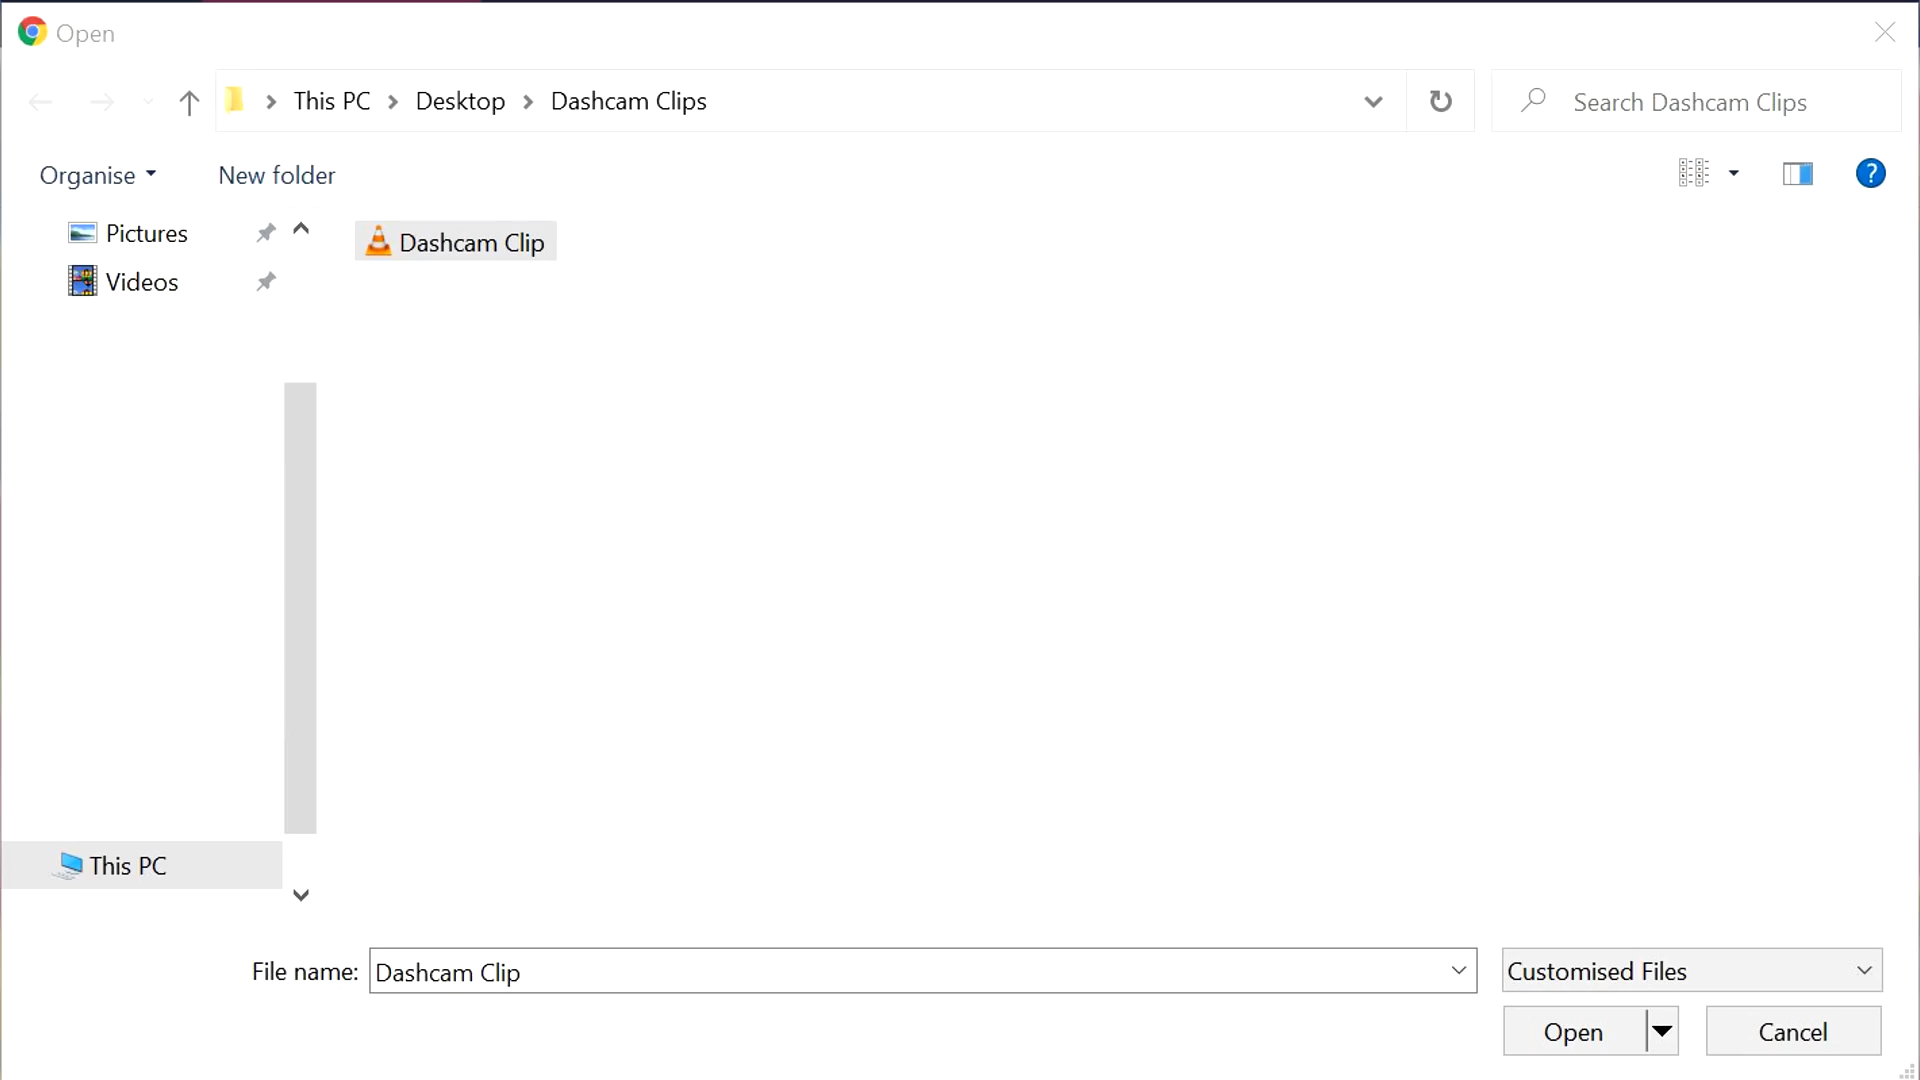 Open
This PC > Desktop > Dashcam Clips
Search Dashcam Clips
Organise
New folder
?
Pictures
Dashcam Clip
Videos
This PC
File name: Dashcam Clip
Customised Files
Open
Cancel